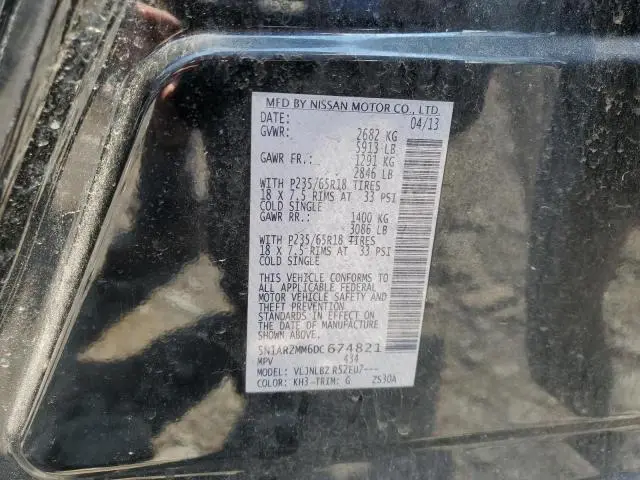 MFD BY NISSAN MOTOR CO., LTD.
DATE: 04/13
GVWR: 2682 KG
5913 LB
GAWR FR.: 1291 KG
2846 LB
WITH P235/65R18 TIRES
18 X 7.5 RIMS AT 33 PSI
COLD SINGLE
GAWR RR.: 1400 KG
3086 LB
WITH P235/65R18 TIRES
18 X 7.5 RIMS AT 33 PSI
COLD SINGLE
THIS VEHICLE CONFORMS TO
ALL APPLICABLE FEDERAL
MOTOR VEHICLE SAFETY AND
THEFT PREVENTION
STANDARDS IN EFFECT ON
THE DATE OF MANUFACTURE
SHOWN ABOVE.
5N1AR2MM6DC674821
MPV 434
MODEL: VLJNLBZ R52EU7---
COLOR: KH3-TRIM: G ZS30A